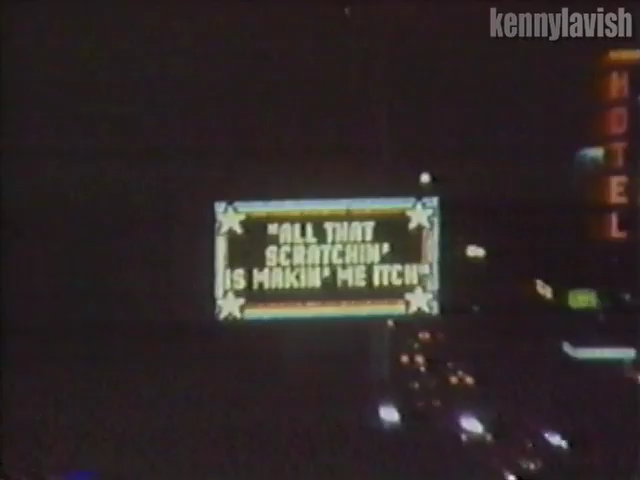 kennylavish
HOTEL
"ALL THAT
SCRATCHIN'
IS MAKIN' ME ITCH"